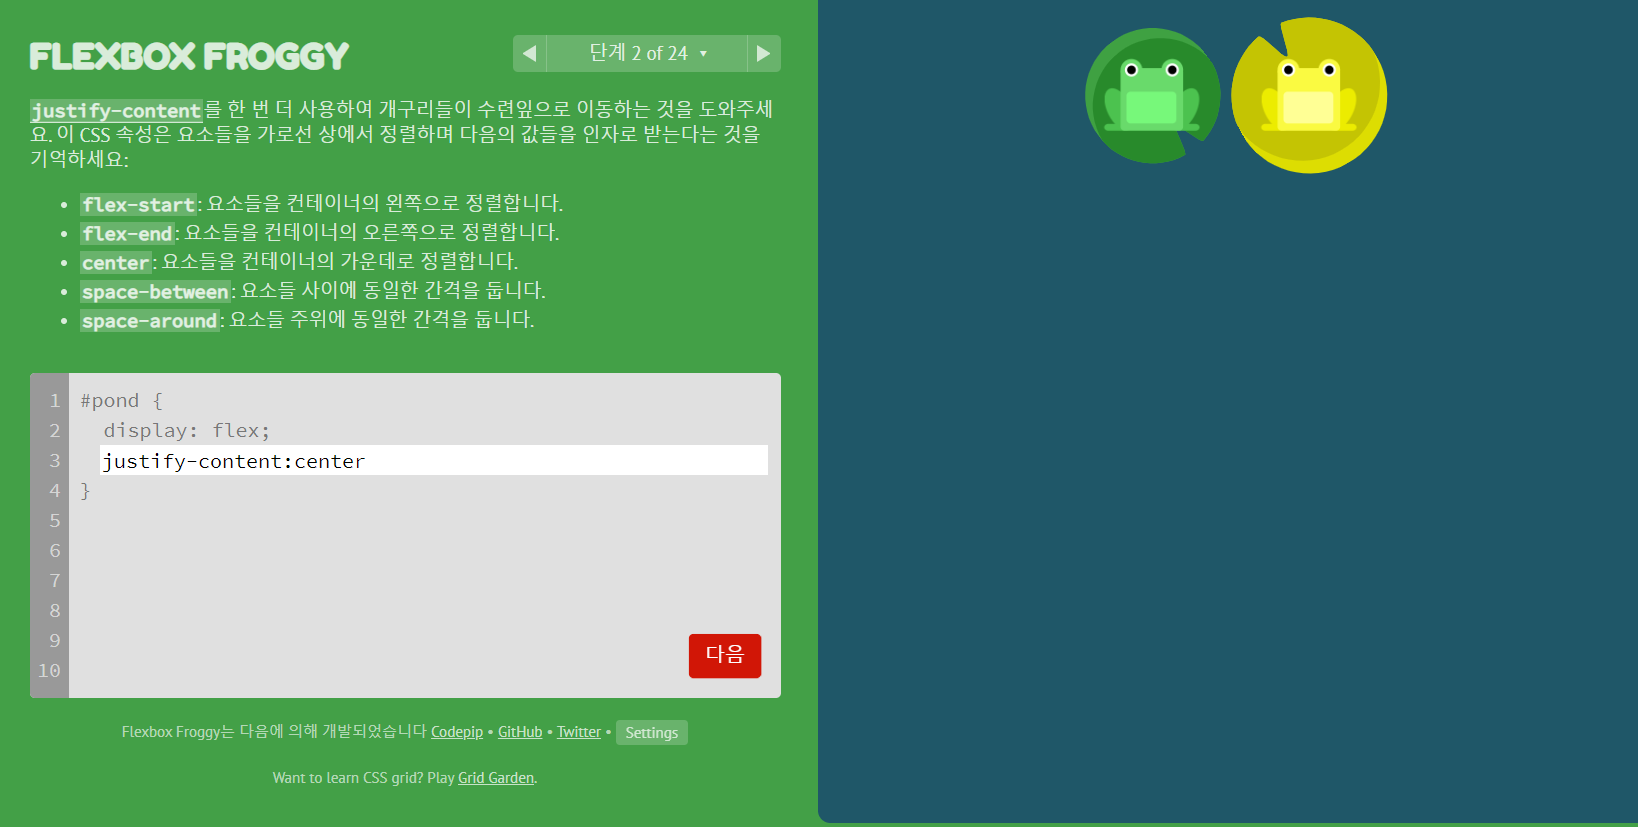 FLEXBOX FROGGY
단계 2 of 24 ▾
justify-content를 한 번 더 사용하여 개구리들이 수련잎으로 이동하는 것을 도와주세
요. 이 CSS 속성은 요소들을 가로선 상에서 정렬하며 다음의 값들을 인자로 받는다는 것을
기억하세요:
• flex-start: 요소들을 컨테이너의 왼쪽으로 정렬합니다.
• flex-end: 요소들을 컨테이너의 오른쪽으로 정렬합니다.
• center: 요소들을 컨테이너의 가운데로 정렬합니다.
• space-between: 요소들 사이에 동일한 간격을 둡니다.
• space-around: 요소들 주위에 동일한 간격을 둡니다.
1 #pond {
2 display: flex;
3 justify-content:center
4 }
5
6
7
8
9
10
다음
Flexbox Froggy는 다음에 의해 개발되었습니다 Codepip • GitHub • Twitter • Settings
Want to learn CSS grid? Play Grid Garden.